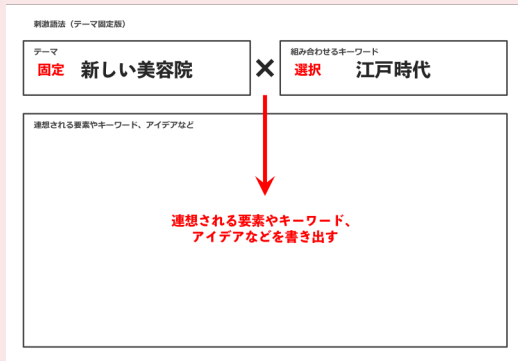 刺激語法（テーマ固定版）
テーマ
固定 新しい美容院
×
組み合わせるキーワード
選択 江戸時代
連想される要素やキーワード、アイデアなど
連想される要素やキーワード、
アイデアなどを書き出す